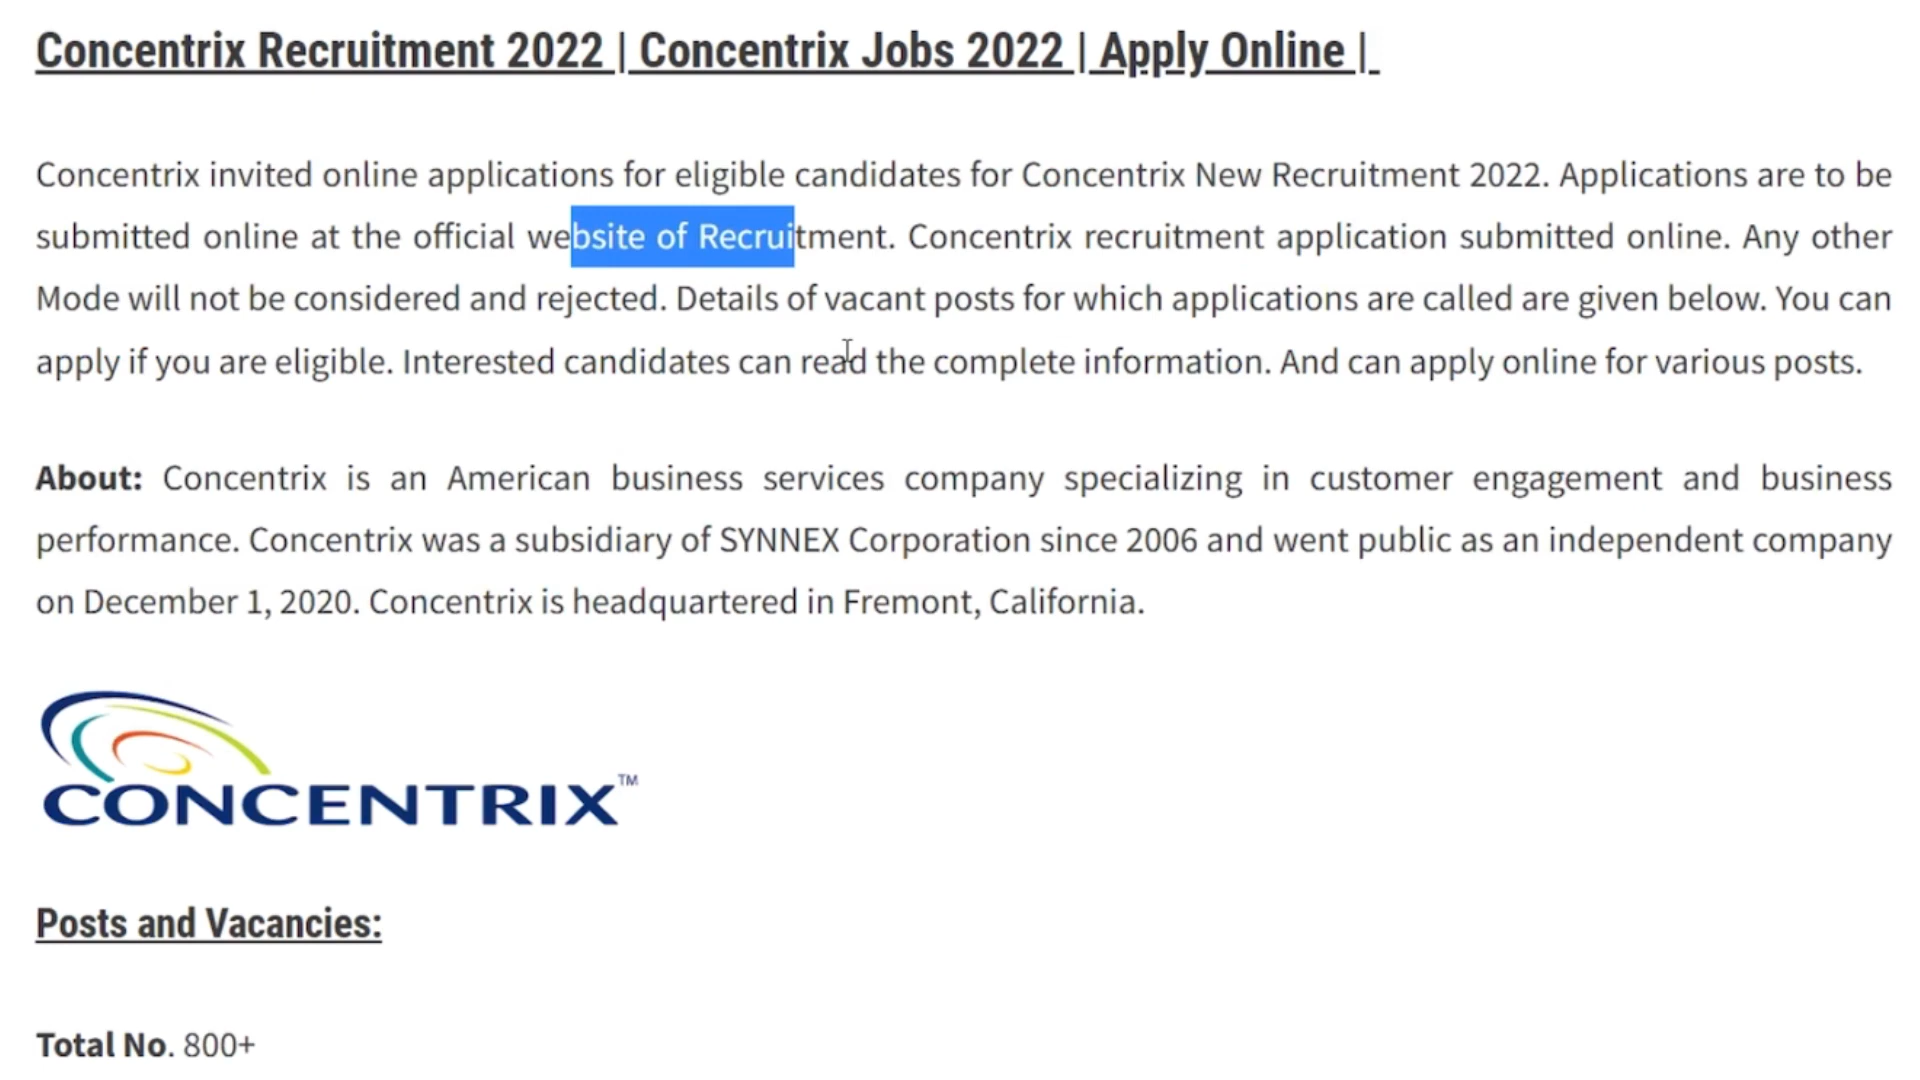 Concentrix Recruitment 2022 | Concentrix Jobs 2022 | Apply Online |
Concentrix invited online applications for eligible candidates for Concentrix New Recruitment 2022. Applications are to be
submitted online at the official website of Recruitment. Concentrix recruitment application submitted online. Any other
Mode will not be considered and rejected. Details of vacant posts for which applications are called are given below. You can
apply if you are eligible. Interested candidates can read the complete information. And can apply online for various posts.
About: Concentrix is an American business services company specializing in customer engagement and business
performance. Concentrix was a subsidiary of SYNNEX Corporation since 2006 and went public as an independent company
on December 1, 2020. Concentrix is headquartered in Fremont, California.
CONCENTRIX™
Posts and Vacancies:
Total No. 800+